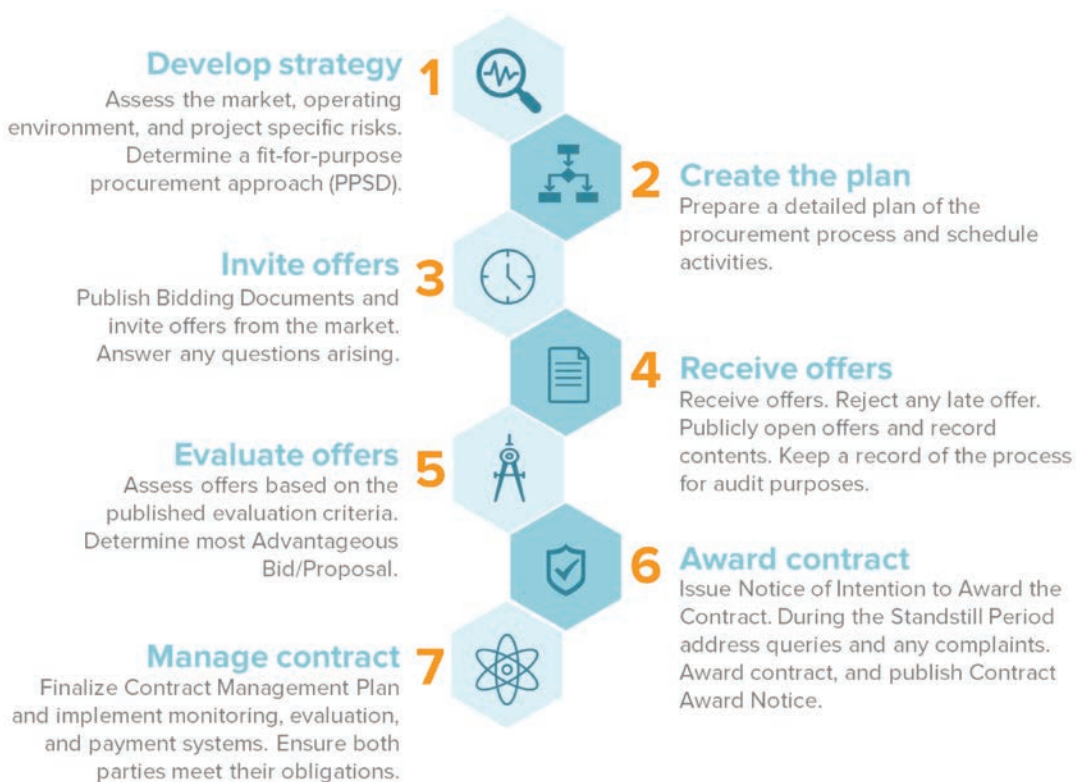 1
Develop strategy
Assess the market, operating
environment, and project specific risks.
Determine a fit-for-purpose
procurement approach (PPSD).
2
Create the plan
Prepare a detailed plan of the
procurement process and schedule
activities.
3
Invite offers
Publish Bidding Documents and
invite offers from the market.
Answer any questions arising.
4
Receive offers
Receive offers. Reject any late offer.
Publicly open offers and record
contents. Keep a record of the process
for audit purposes.
5
Evaluate offers
Assess offers based on the
published evaluation criteria.
Determine most Advantageous
Bid/Proposal.
6
Award contract
Issue Notice of Intention to Award the
Contract. During the Standstill Period
address queries and any complaints.
Award contract, and publish Contract
Award Notice.
7
Manage contract
Finalize Contract Management Plan
and implement monitoring, evaluation,
and payment systems. Ensure both
parties meet their obligations.